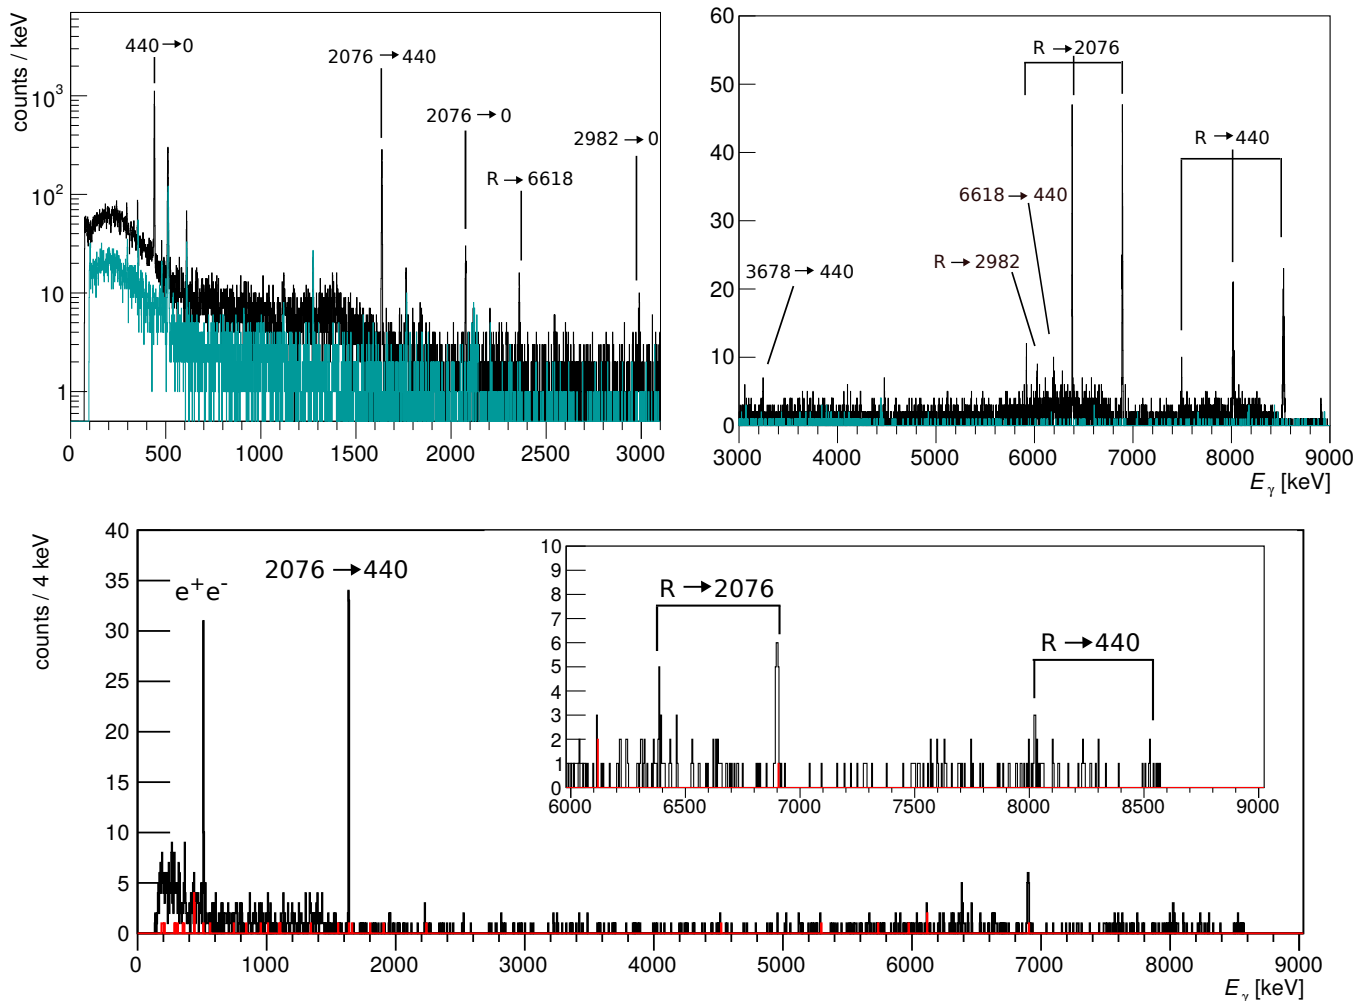 counts / keV
10³
10²
10
1
440→0
2076→440
2076→0
R→6618
2982→0
0 500 1000 1500 2000 2500 3000
60
50
40
30
20
10
0
R→2076
R→440
6618→440
R→2982
3678→440
3000 4000 5000 6000 7000 8000 9000
Eγ [keV]
counts / 4 keV
40
35
30
25
20
15
10
5
0
e⁺e⁻
2076→440
10
9
8
7
6
5
4
3
2
1
0
R→2076
R→440
6000 6500 7000 7500 8000 8500 9000
0 1000 2000 3000 4000 5000 6000 7000 8000 9000
Eγ [keV]